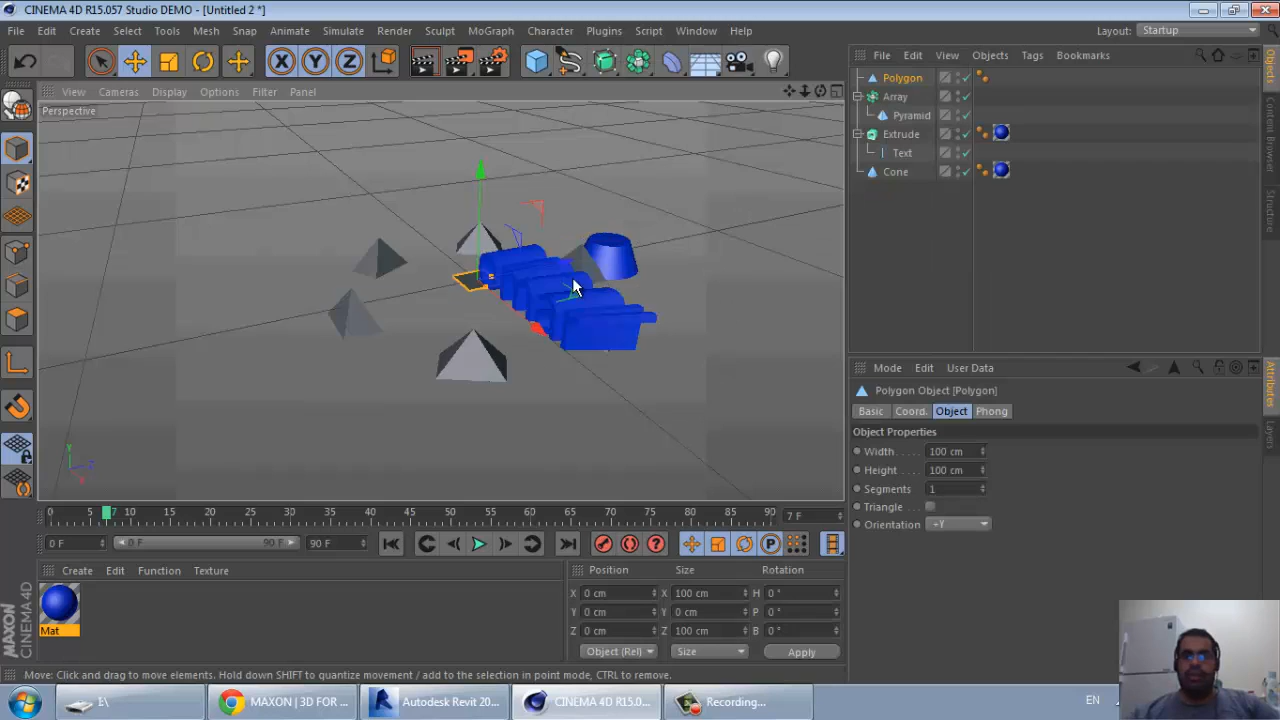 CINEMA 4D R15.057 Studio DEMO - [Untitled 2 *]
File Edit Create Select Tools Mesh Snap Animate Simulate Render Sculpt MoGraph Character Plugins Script Window Help Layout: Startup
File Edit View Objects Tags Bookmarks
View Cameras Display Options Filter Panel
Perspective
Polygon
Array
Pyramid
Extrude
Text
Cone
Objects
Content Browser
Structure
Mode Edit User Data
Polygon Object [Polygon]
Basic Coord. Object Phong
Object Properties
Width 100 cm
Height 100 cm
Segments 1
Triangle
Orientation +Y
Attributes
Layers
X Y Z
Y
Z
X
0 5 7 10 15 20 25 30 35 40 45 50 55 60 65 70 75 80 85 90 7 F
0 F 0 F 90 F 90 F
Create Edit Function Texture
Mat
Position Size Rotation
X 0 cm X 100 cm H 0 °
Y 0 cm Y 0 cm P 0 °
Z 0 cm Z 100 cm B 0 °
Object (Rel) Size Apply
MAXON
CINEMA 4D
Move: Click and drag to move elements. Hold down SHIFT to quantize movement / add to the selection in point mode, CTRL to remove.
E:\ MAXON | 3D FOR ... Autodesk Revit 20... CINEMA 4D R15.0... Recording... EN